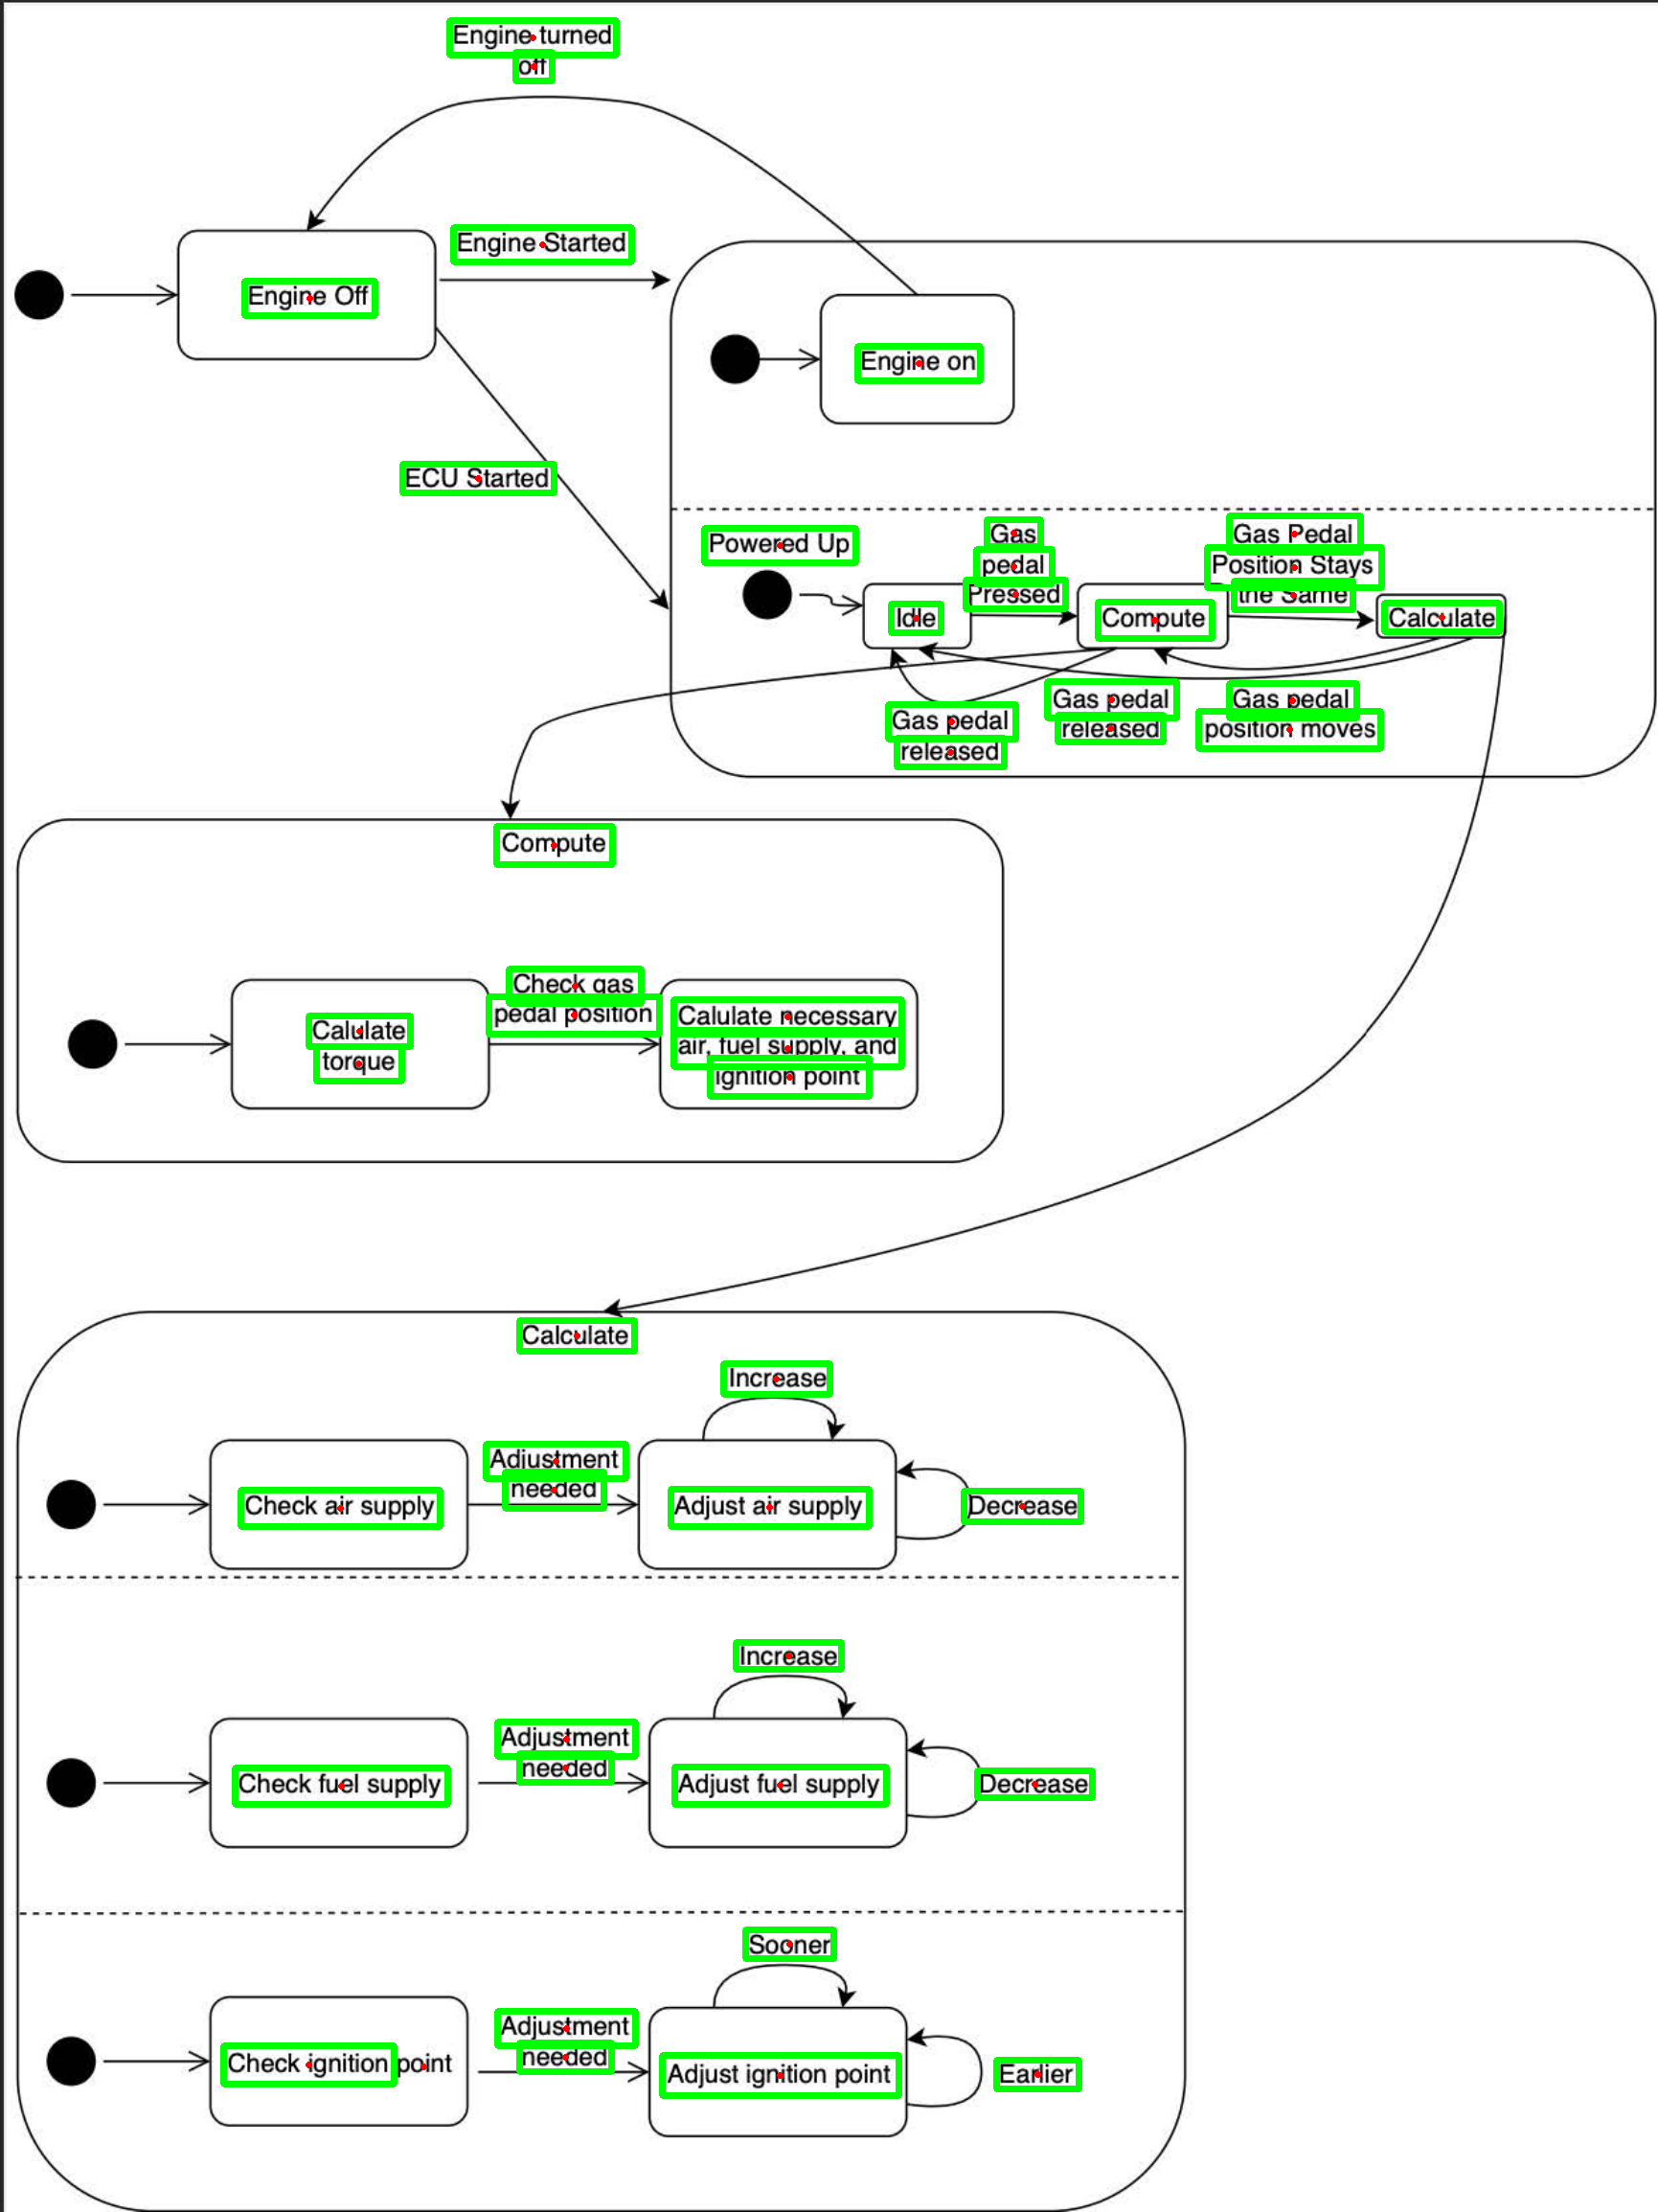 Engine turned
off
Engine Started
Engine Off
Engine on
ECU Started
Powered Up
Gas
pedal
Pressed
Gas Pedal
Position Stays
the Same
Idle
Compute
Calculate
Gas pedal
released
Gas pedal
released
Gas pedal
position moves
Compute
Calulate
torque
Check gas
pedal position
Calulate necessary
air, fuel supply, and
ignition point
Calculate
Increase
Check air supply
Adjustment
needed
Adjust air supply
Decrease
Increase
Check fuel supply
Adjustment
needed
Adjust fuel supply
Decrease
Sooner
Check ignition point
Adjustment
needed
Adjust ignition point
Earlier